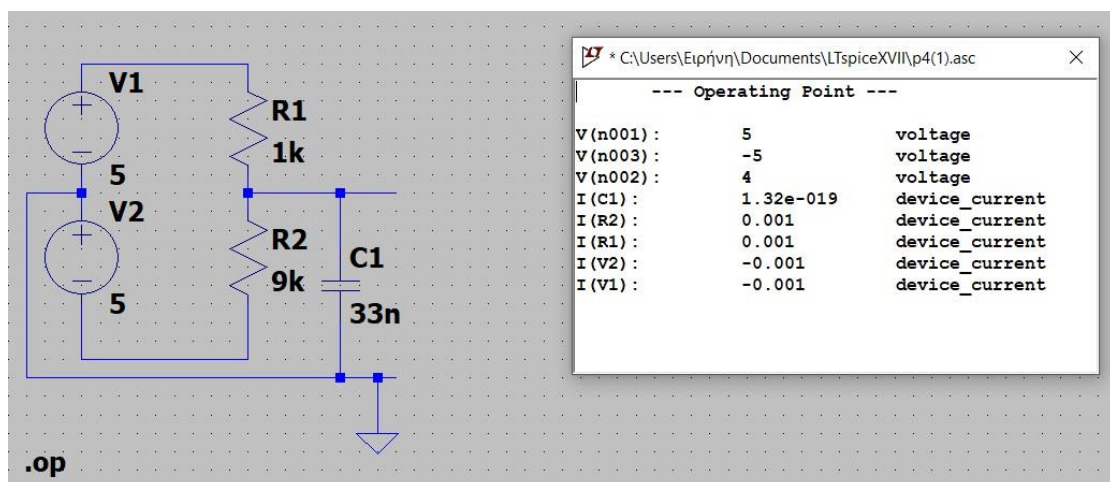 V1
5
V2
5
R1
1k
R2
9k
C1
33n
.op
* C:\Users\Ειρήνη\Documents\LTspiceXVII\p4(1).asc
--- Operating Point ---
V(n001): 5 voltage
V(n003): -5 voltage
V(n002): 4 voltage
I(C1): 1.32e-019 device_current
I(R2): 0.001 device_current
I(R1): 0.001 device_current
I(V2): -0.001 device_current
I(V1): -0.001 device_current